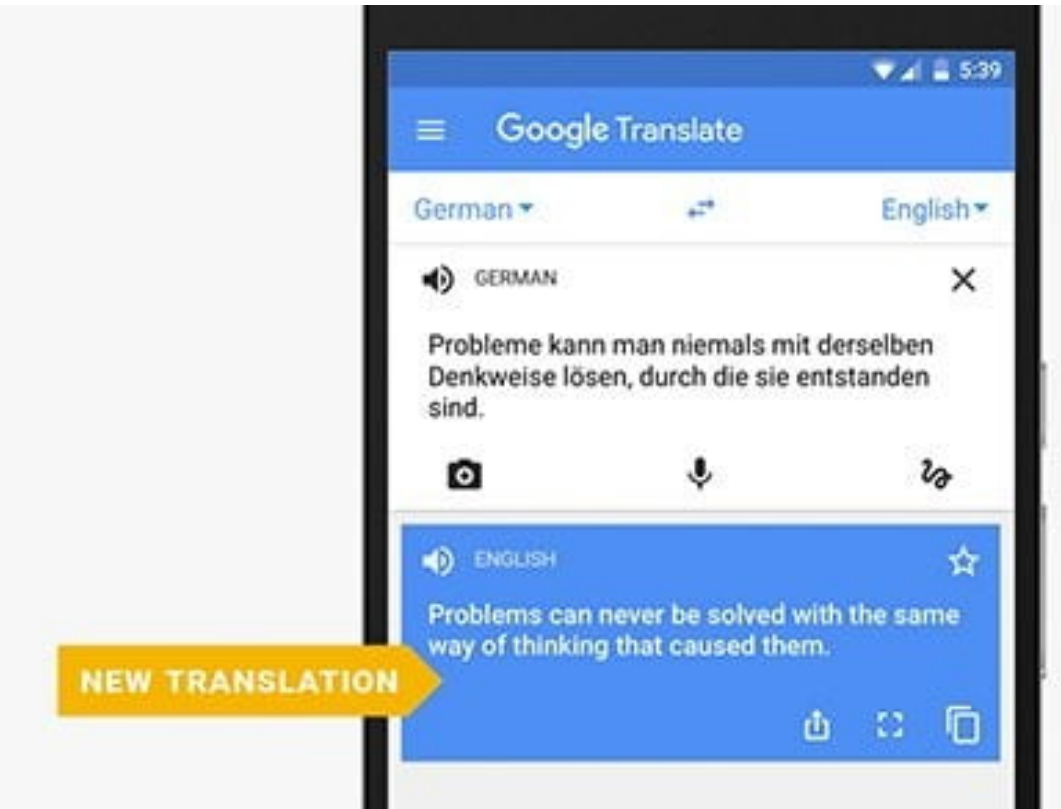 5:39
Google Translate
German English
GERMAN
Probleme kann man niemals mit derselben
Denkweise lösen, durch die sie entstanden
sind.
ENGLISH
Problems can never be solved with the same
way of thinking that caused them.
NEW TRANSLATION